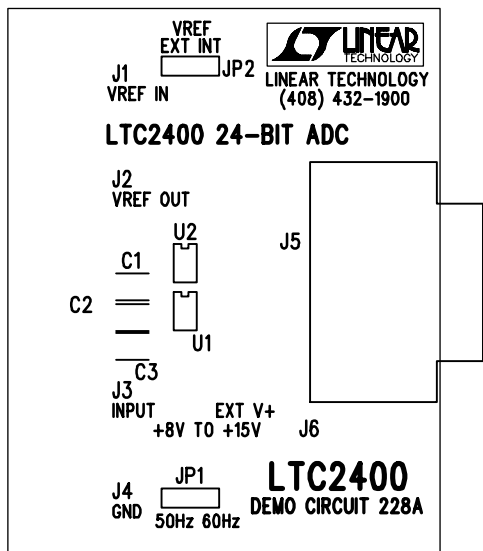 VREF
EXT INT
JP2
J1
VREF IN
LINEAR
TECHNOLOGY
LINEAR TECHNOLOGY
(408) 432-1900
LTC2400 24-BIT ADC
J2
VREF OUT
U2
J5
C1
C2
U1
C3
J3
INPUT
EXT V+
+8V TO +15V
J6
JP1
J4
GND
50Hz 60Hz
LTC2400
DEMO CIRCUIT 228A